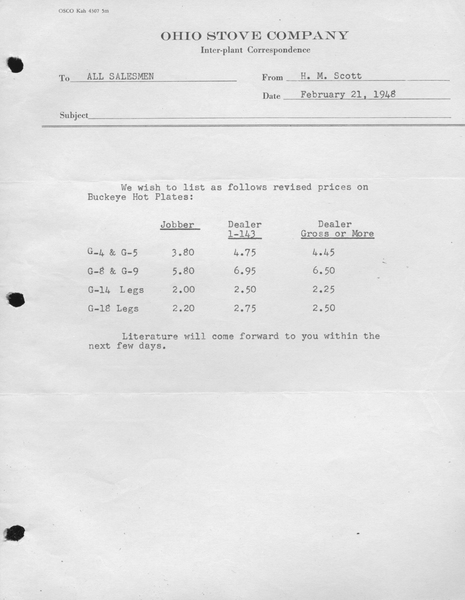 OSCO Kab 4307 3m
OHIO STOVE COMPANY
Inter-plant Correspondence
To ALL SALESMEN From H. M. Scott
Date February 21, 1948
Subject
We wish to list as follows revised prices on
Buckeye Hot Plates:
Jobber Dealer Dealer
1-143 Gross or More
G-4 & G-5 3.80 4.75 4.45
G-8 & G-9 5.80 6.95 6.50
G-14 Legs 2.00 2.50 2.25
G-18 Legs 2.20 2.75 2.50
Literature will come forward to you within the
next few days.